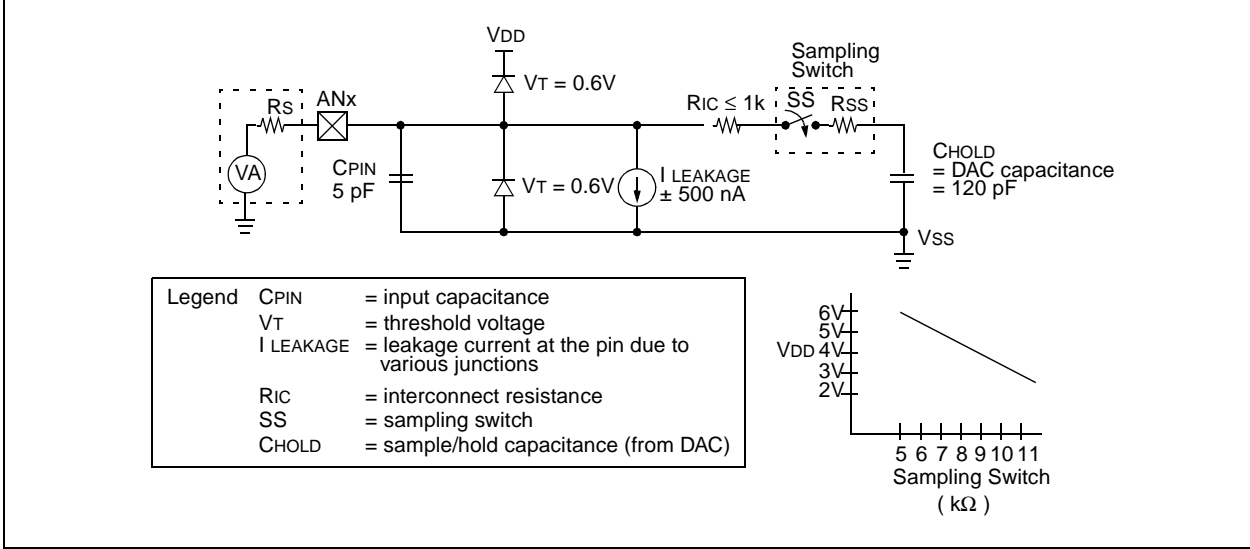 VDD
VT = 0.6V
Sampling
Switch
RS
ANx
RIC ≤ 1k
SS
RSS
VA
CPIN
5 pF
VT = 0.6V
I LEAKAGE
± 500 nA
CHOLD
= DAC capacitance
= 120 pF
VSS
Legend CPIN = input capacitance
VT = threshold voltage
I LEAKAGE = leakage current at the pin due to
various junctions
RIC = interconnect resistance
SS = sampling switch
CHOLD = sample/hold capacitance (from DAC)
6V
5V
VDD 4V
3V
2V
5 6 7 8 9 10 11
Sampling Switch
( kΩ )